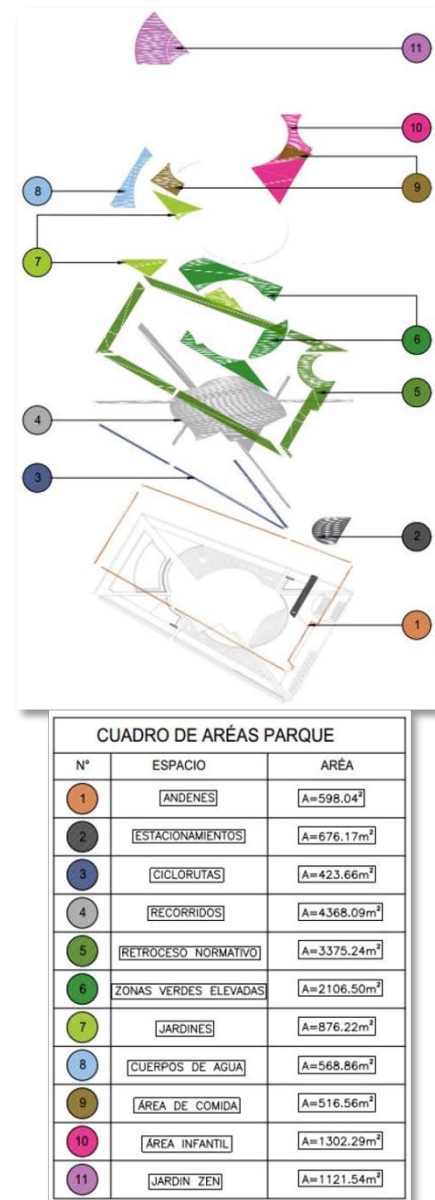 11
10
9
8
7
6
5
4
3
2
1
CUADRO DE ARÉAS PARQUE
N° ESPACIO ARÉA
1 ANDENES A=598.04²
2 ESTACIONAMIENTOS A=676.17m²
3 CICLORUTAS A=423.66m²
4 RECORRIDOS A=4368.09m²
5 RETROCESO NORMATIVO A=3375.24m²
6 ZONAS VERDES ELEVADAS A=2106.50m²
7 JARDINES A=876.22m²
8 CUERPOS DE AGUA A=568.86m²
9 ÁREA DE COMIDA A=516.56m²
10 ÁREA INFANTIL A=1302.29m²
11 JARDIN ZEN A=1121.54m²